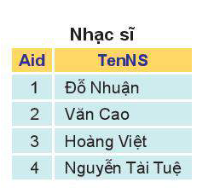 Nhạc sĩ
Aid TenNS
1 Đỗ Nhuận
2 Văn Cao
3 Hoàng Việt
4 Nguyễn Tài Tuệ